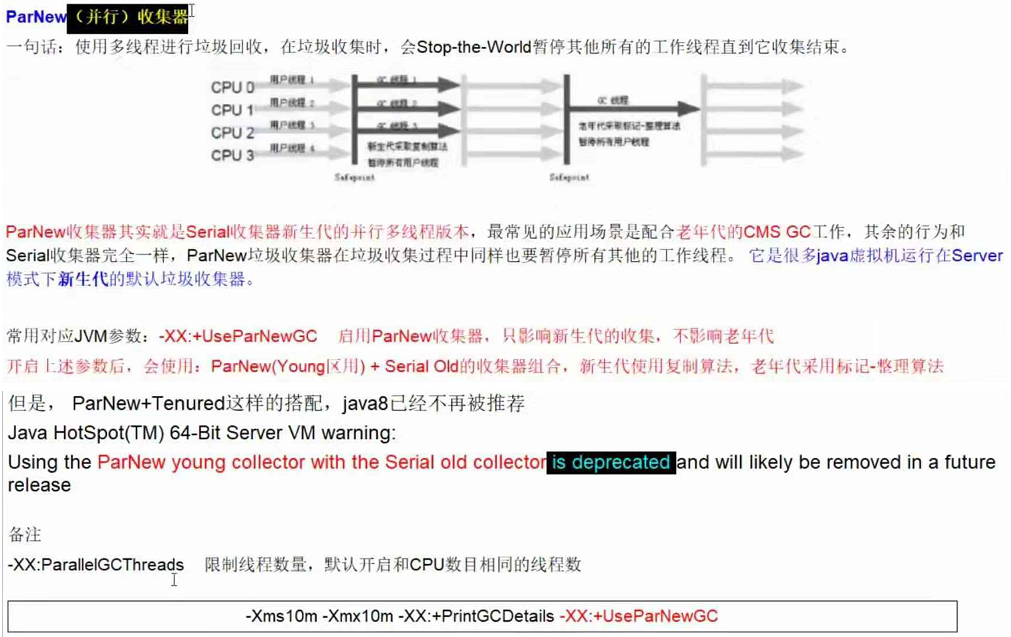 ParNew（并行）收集器
一句话：使用多线程进行垃圾回收，在垃圾收集时，会Stop-the-World暂停其他所有的工作线程直到它收集结束。
CPU 0
CPU 1
CPU 2
CPU 3
用户线程 1
用户线程 2
用户线程 3
用户线程 4
GC 线程 1
GC 线程 2
GC 线程 3
新生代采取复制算法
暂停所有用户线程
Safepoint
GC 线程
老年代采取标记-整理算法
暂停所有用户线程
Safepoint
ParNew收集器其实就是Serial收集器新生代的并行多线程版本，最常见的应用场景是配合老年代的CMS GC工作，其余的行为和
Serial收集器完全一样，ParNew垃圾收集器在垃圾收集过程中同样也要暂停所有其他的工作线程。 它是很多java虚拟机运行在Server
模式下新生代的默认垃圾收集器。
常用对应JVM参数：-XX:+UseParNewGC 启用ParNew收集器，只影响新生代的收集，不影响老年代
开启上述参数后，会使用：ParNew(Young区用) + Serial Old的收集器组合，新生代使用复制算法，老年代采用标记-整理算法
但是， ParNew+Tenured这样的搭配，java8已经不再被推荐
Java HotSpot(TM) 64-Bit Server VM warning:
Using the ParNew young collector with the Serial old collector is deprecated and will likely be removed in a future
release
备注
-XX:ParallelGCThreads 限制线程数量，默认开启和CPU数目相同的线程数
-Xms10m -Xmx10m -XX:+PrintGCDetails -XX:+UseParNewGC